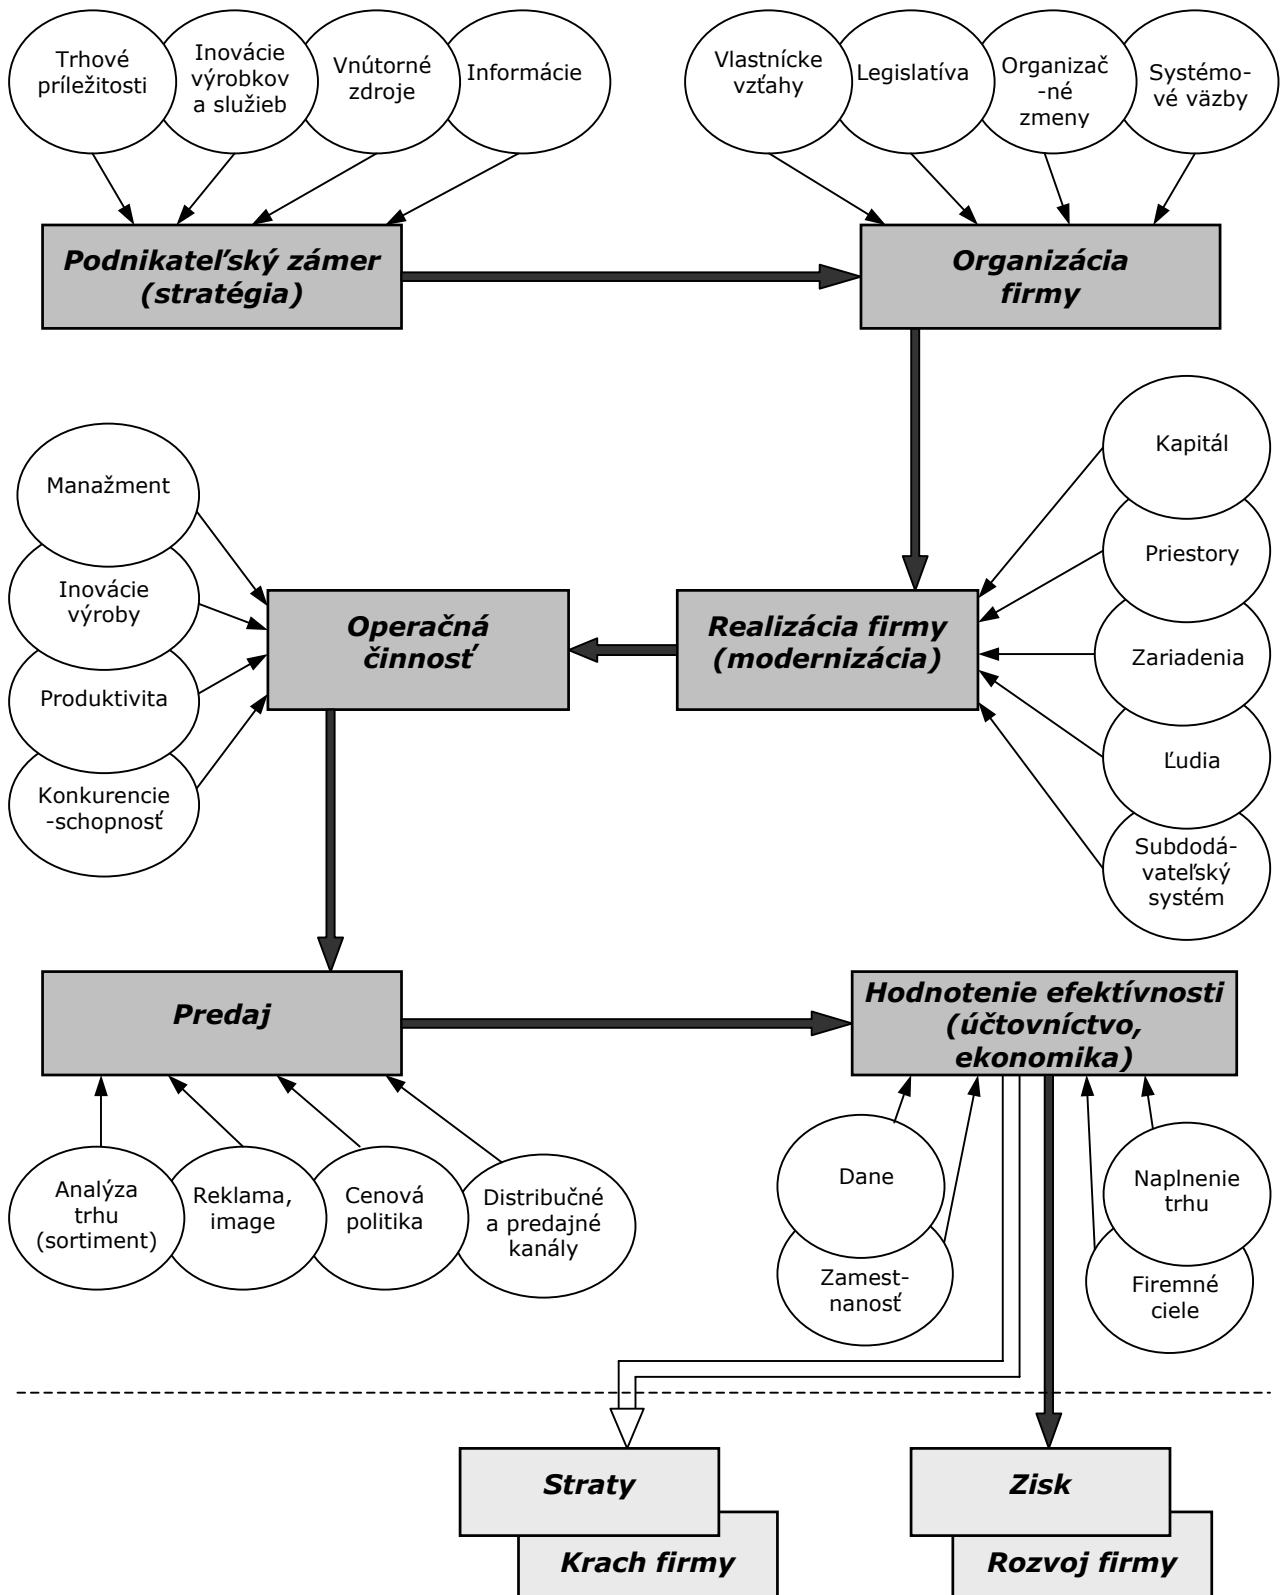 Trhové
príležitosti
Inovácie
výrobkov
a služieb
Vnútorné
zdroje
Informácie
Vlastnícke
vzťahy
Legislatíva
Organizač
-né
zmeny
Systémo-
vé väzby
Podnikateľský zámer
(stratégia)
Organizácia
firmy
Manažment
Inovácie
výroby
Produktivita
Konkurencie
-schopnosť
Operačná
činnosť
Realizácia firmy
(modernizácia)
Kapitál
Priestory
Zariadenia
Ľudia
Subdodá-
vateľský
systém
Predaj
Hodnotenie efektívnosti
(účtovníctvo,
ekonomika)
Analýza
trhu
(sortiment)
Reklama,
image
Cenová
politika
Distribučné
a predajné
kanály
Dane
Zamest-
nanosť
Naplnenie
trhu
Firemné
ciele
Straty
Krach firmy
Zisk
Rozvoj firmy